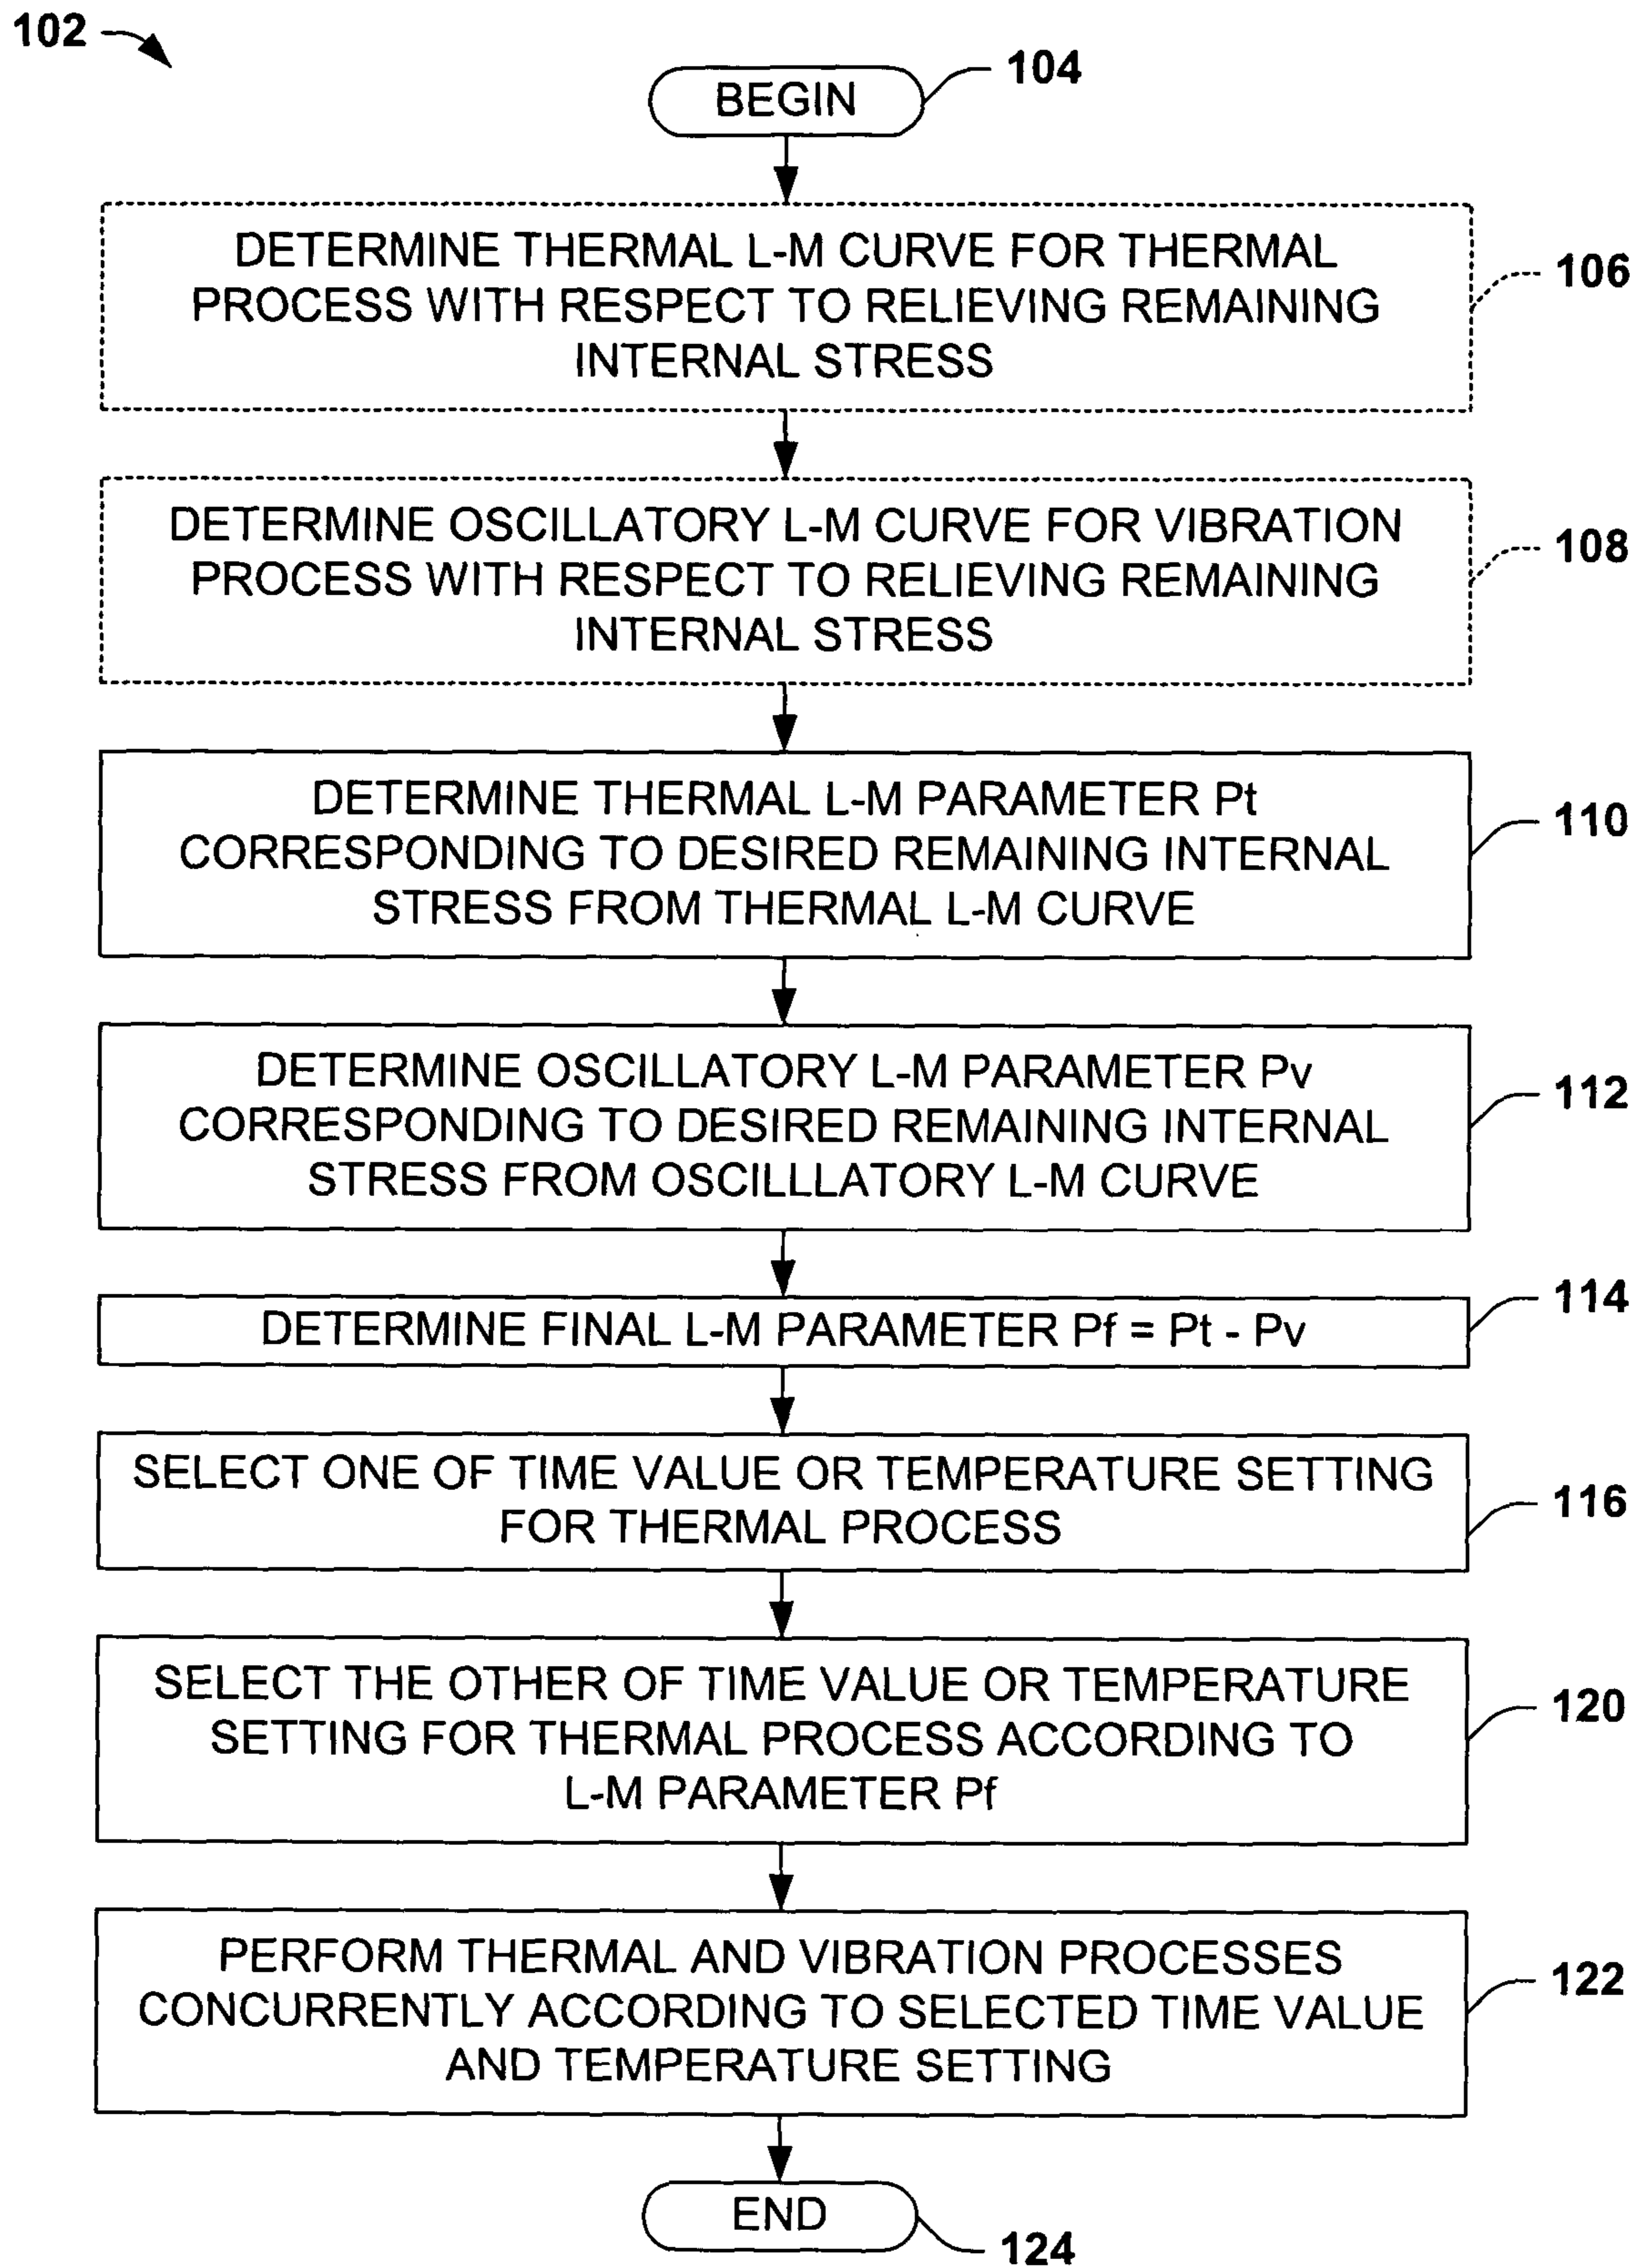 102
BEGIN
104
DETERMINE THERMAL L-M CURVE FOR THERMAL
PROCESS WITH RESPECT TO RELIEVING REMAINING
INTERNAL STRESS
106
DETERMINE OSCILLATORY L-M CURVE FOR VIBRATION
PROCESS WITH RESPECT TO RELIEVING REMAINING
INTERNAL STRESS
108
DETERMINE THERMAL L-M PARAMETER Pt
CORRESPONDING TO DESIRED REMAINING INTERNAL
STRESS FROM THERMAL L-M CURVE
110
DETERMINE OSCILLATORY L-M PARAMETER Pv
CORRESPONDING TO DESIRED REMAINING INTERNAL
STRESS FROM OSCILLLATORY L-M CURVE
112
DETERMINE FINAL L-M PARAMETER Pf = Pt - Pv
114
SELECT ONE OF TIME VALUE OR TEMPERATURE SETTING
FOR THERMAL PROCESS
116
SELECT THE OTHER OF TIME VALUE OR TEMPERATURE
SETTING FOR THERMAL PROCESS ACCORDING TO
L-M PARAMETER Pf
120
PERFORM THERMAL AND VIBRATION PROCESSES
CONCURRENTLY ACCORDING TO SELECTED TIME VALUE
AND TEMPERATURE SETTING
122
END
124